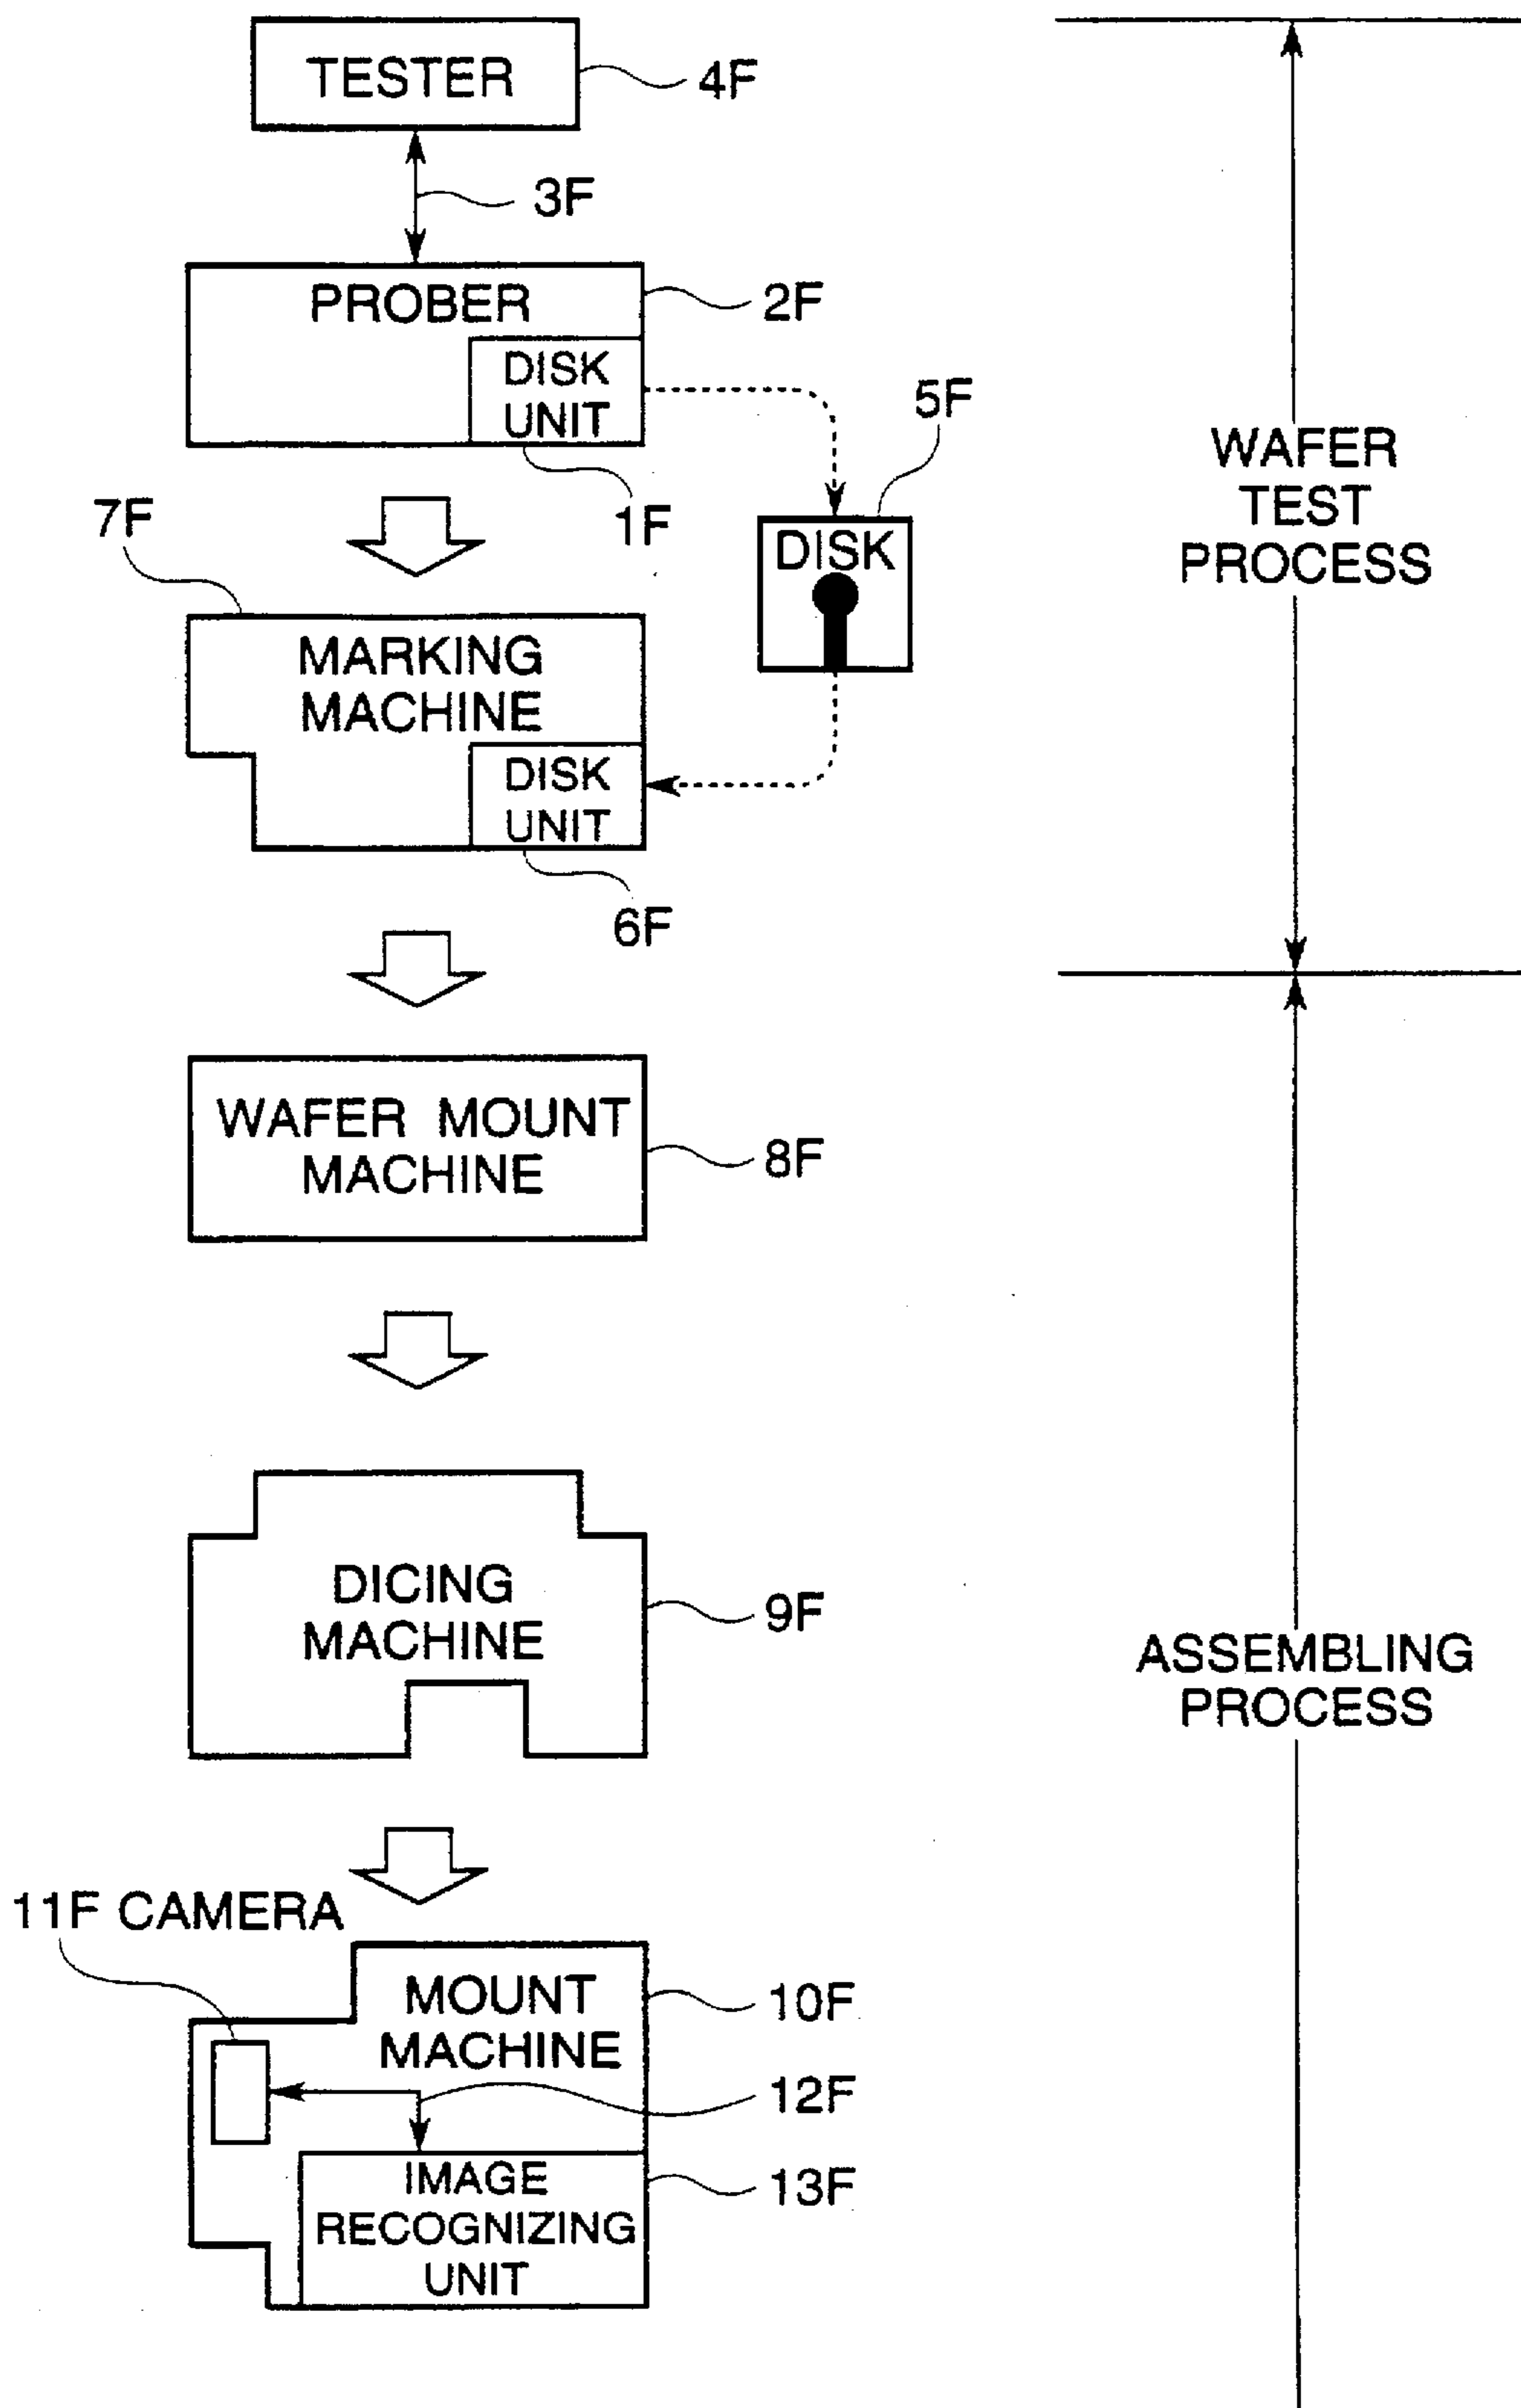 TESTER
4F
3F
PROBER
2F
DISK
UNIT
1F
5F
DISK
WAFER
TEST
PROCESS
7F
MARKING
MACHINE
DISK
UNIT
6F
WAFER MOUNT
MACHINE
8F
DICING
MACHINE
9F
ASSEMBLING
PROCESS
11F CAMERA
MOUNT
MACHINE
10F
12F
IMAGE
RECOGNIZING
UNIT
13F